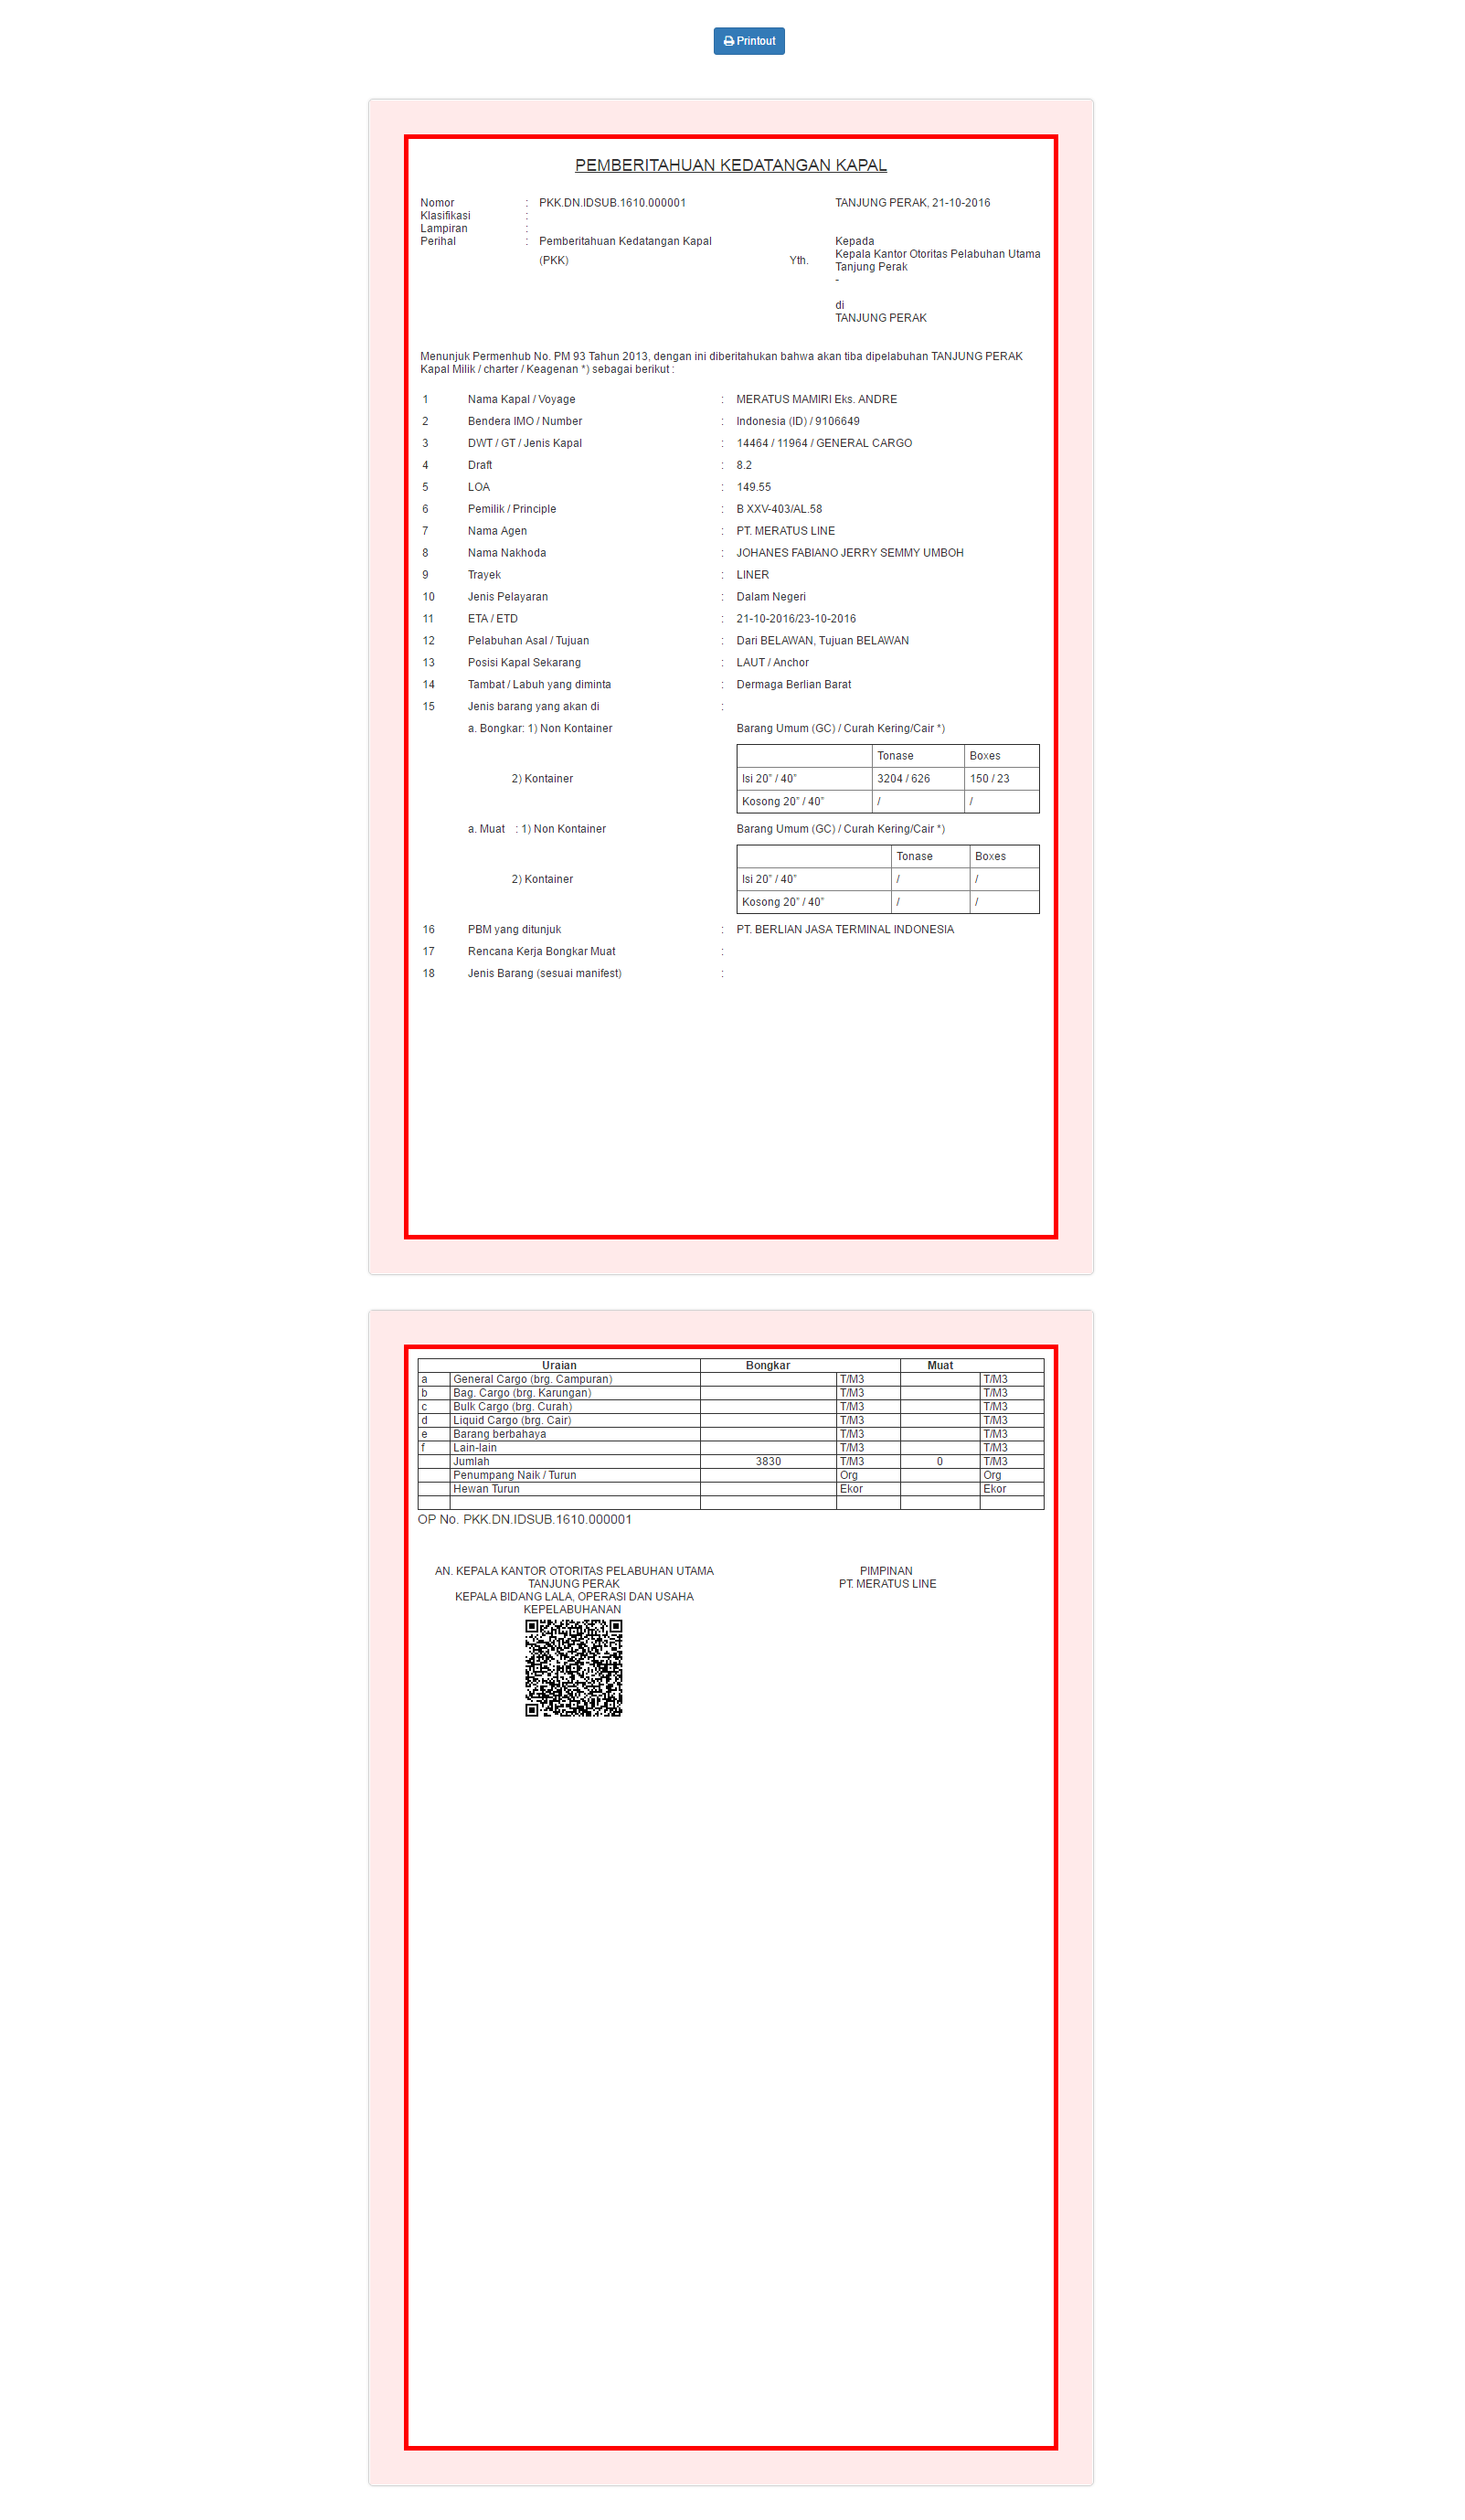 Printout
PEMBERITAHUAN KEDATANGAN KAPAL
Nomor : PKK.DN.IDSUB.1610.000001 TANJUNG PERAK, 21-10-2016
Klasifikasi :
Lampiran :
Perihal : Pemberitahuan Kedatangan Kapal Kepada
(PKK) Yth. Kepala Kantor Otoritas Pelabuhan Utama
Tanjung Perak
-
di
TANJUNG PERAK
Menunjuk Permenhub No. PM 93 Tahun 2013, dengan ini diberitahukan bahwa akan tiba dipelabuhan TANJUNG PERAK
Kapal Milik / charter / Keagenan *) sebagai berikut :
1 Nama Kapal / Voyage : MERATUS MAMIRI Eks. ANDRE
2 Bendera IMO / Number : Indonesia (ID) / 9106649
3 DWT / GT / Jenis Kapal : 14464 / 11964 / GENERAL CARGO
4 Draft : 8.2
5 LOA : 149.55
6 Pemilik / Principle : B XXV-403/AL.58
7 Nama Agen : PT. MERATUS LINE
8 Nama Nakhoda : JOHANES FABIANO JERRY SEMMY UMBOH
9 Trayek : LINER
10 Jenis Pelayaran : Dalam Negeri
11 ETA / ETD : 21-10-2016/23-10-2016
12 Pelabuhan Asal / Tujuan : Dari BELAWAN, Tujuan BELAWAN
13 Posisi Kapal Sekarang : LAUT / Anchor
14 Tambat / Labuh yang diminta : Dermaga Berlian Barat
15 Jenis barang yang akan di :
a. Bongkar: 1) Non Kontainer Barang Umum (GC) / Curah Kering/Cair *)
Tonase Boxes
2) Kontainer Isi 20" / 40" 3204 / 626 150 / 23
Kosong 20" / 40" / /
a. Muat : 1) Non Kontainer Barang Umum (GC) / Curah Kering/Cair *)
Tonase Boxes
2) Kontainer Isi 20" / 40" / /
Kosong 20" / 40" / /
16 PBM yang ditunjuk : PT. BERLIAN JASA TERMINAL INDONESIA
17 Rencana Kerja Bongkar Muat :
18 Jenis Barang (sesuai manifest) :
Uraian Bongkar Muat
a General Cargo (brg. Campuran) T/M3 T/M3
b Bag. Cargo (brg. Karungan) T/M3 T/M3
c Bulk Cargo (brg. Curah) T/M3 T/M3
d Liquid Cargo (brg. Cair) T/M3 T/M3
e Barang berbahaya T/M3 T/M3
f Lain-lain T/M3 T/M3
Jumlah 3830 T/M3 0 T/M3
Penumpang Naik / Turun Org Org
Hewan Turun Ekor Ekor
OP No. PKK.DN.IDSUB.1610.000001
AN. KEPALA KANTOR OTORITAS PELABUHAN UTAMA PIMPINAN
TANJUNG PERAK PT. MERATUS LINE
KEPALA BIDANG LALA, OPERASI DAN USAHA
KEPELABUHANAN